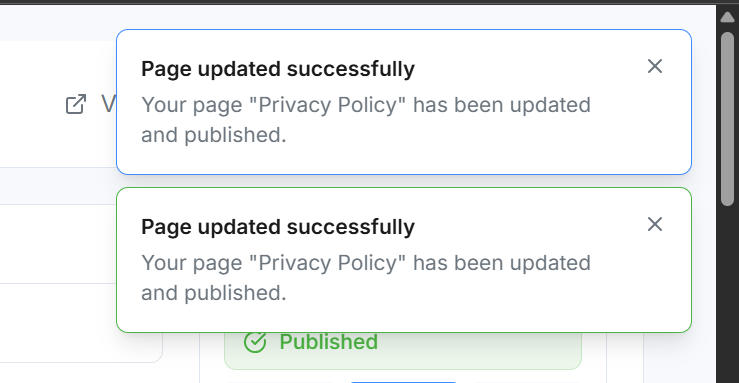 Page updated successfully
Your page "Privacy Policy" has been updated
and published.
V
Page updated successfully
Your page "Privacy Policy" has been updated
and published.
Published